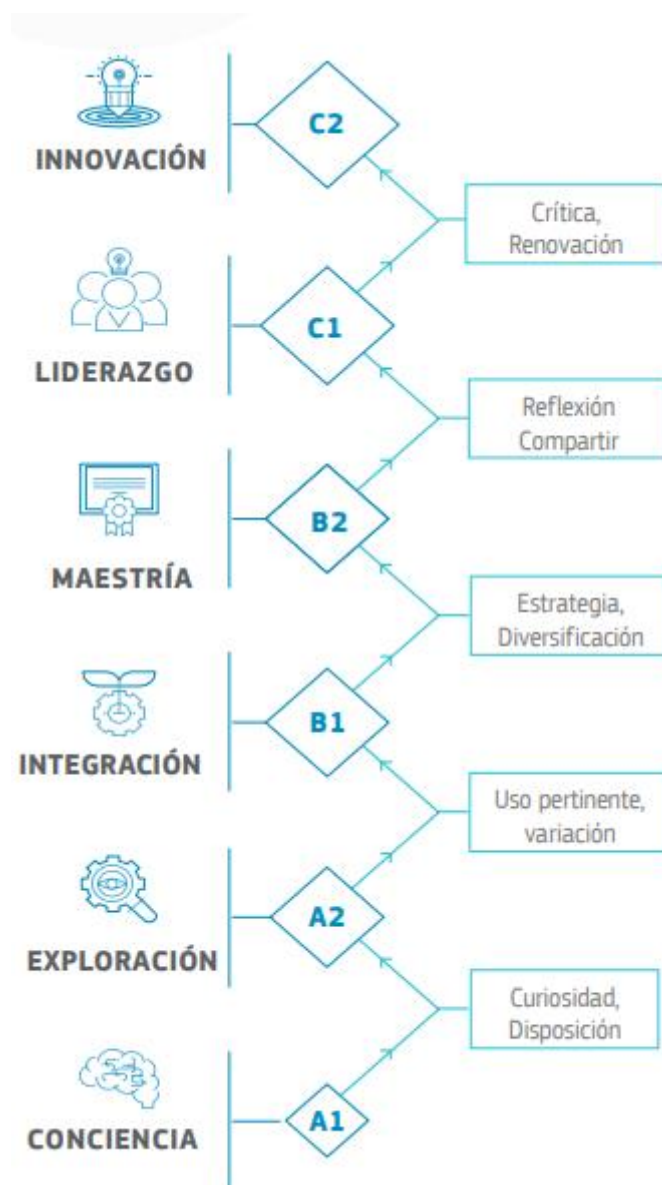 INNOVACIÓN
C2
Crítica,
Renovación
LIDERAZGO
C1
Reflexión
Compartir
MAESTRÍA
B2
Estrategia,
Diversificación
INTEGRACIÓN
B1
Uso pertinente,
variación
EXPLORACIÓN
A2
Curiosidad,
Disposición
CONCIENCIA
A1